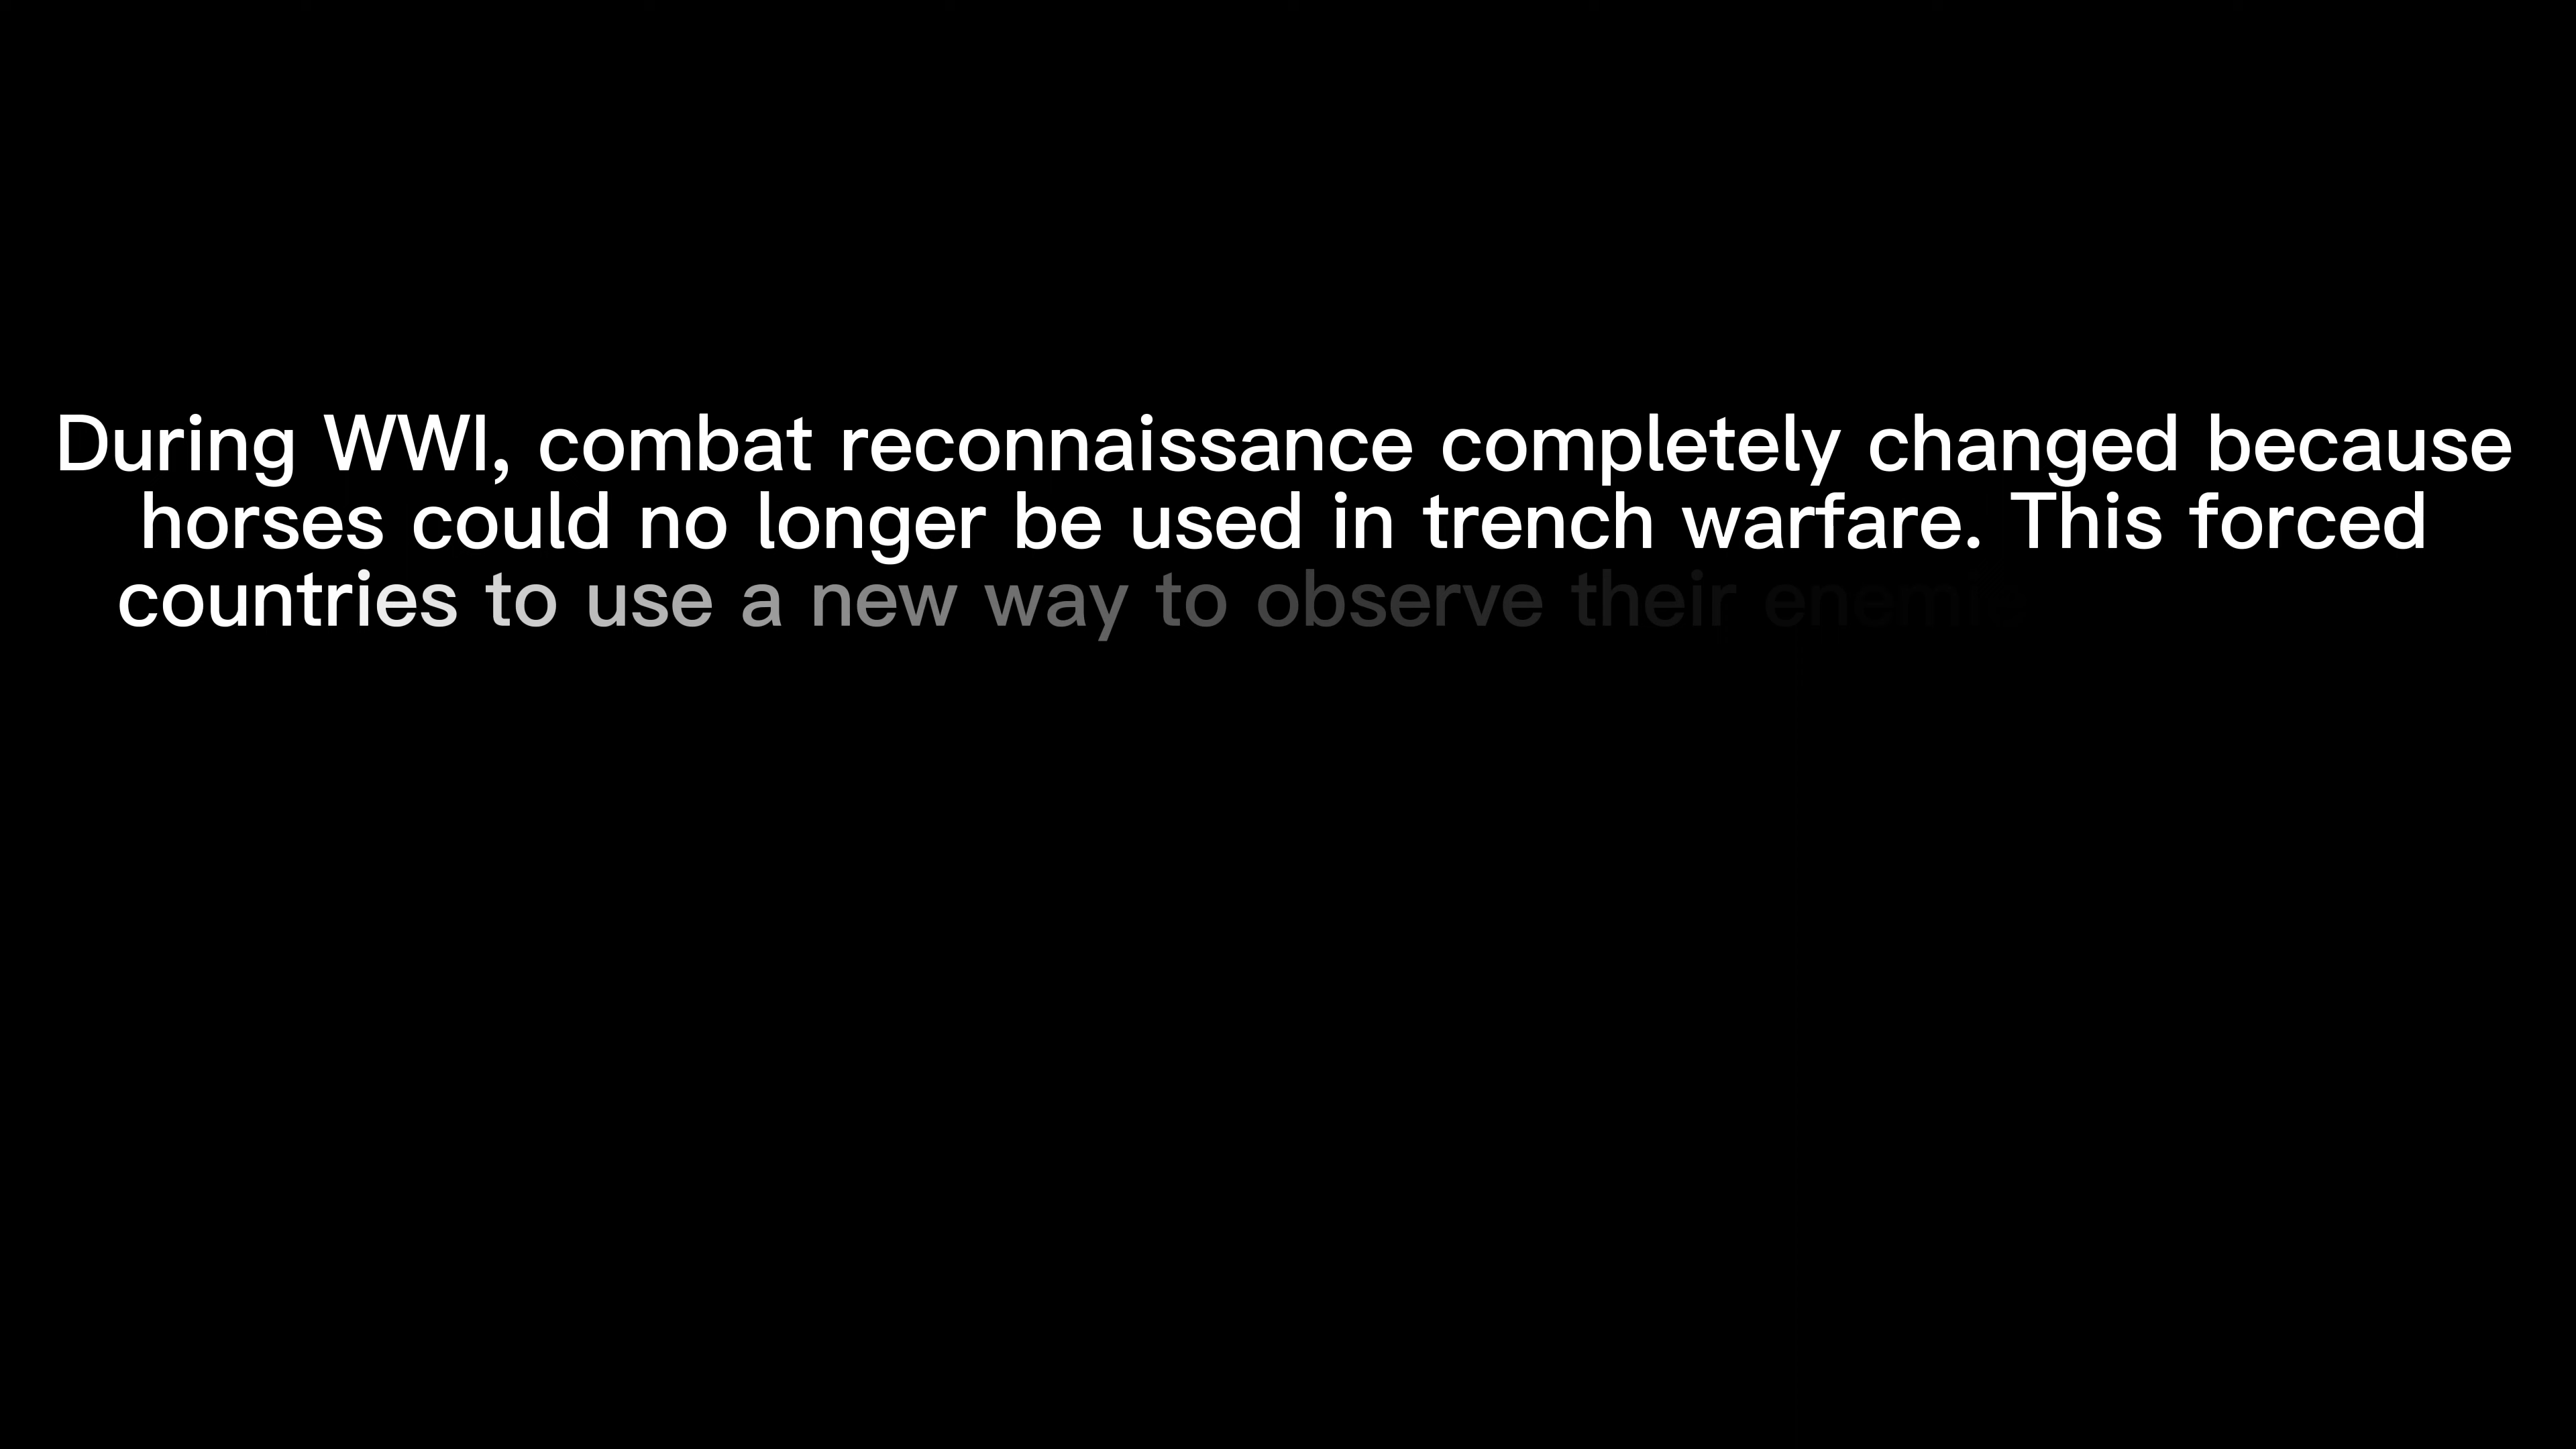 During WWI, combat reconnaissance completely changed because
horses could no longer be used in trench warfare. This forced
countries to use a new way to observe their